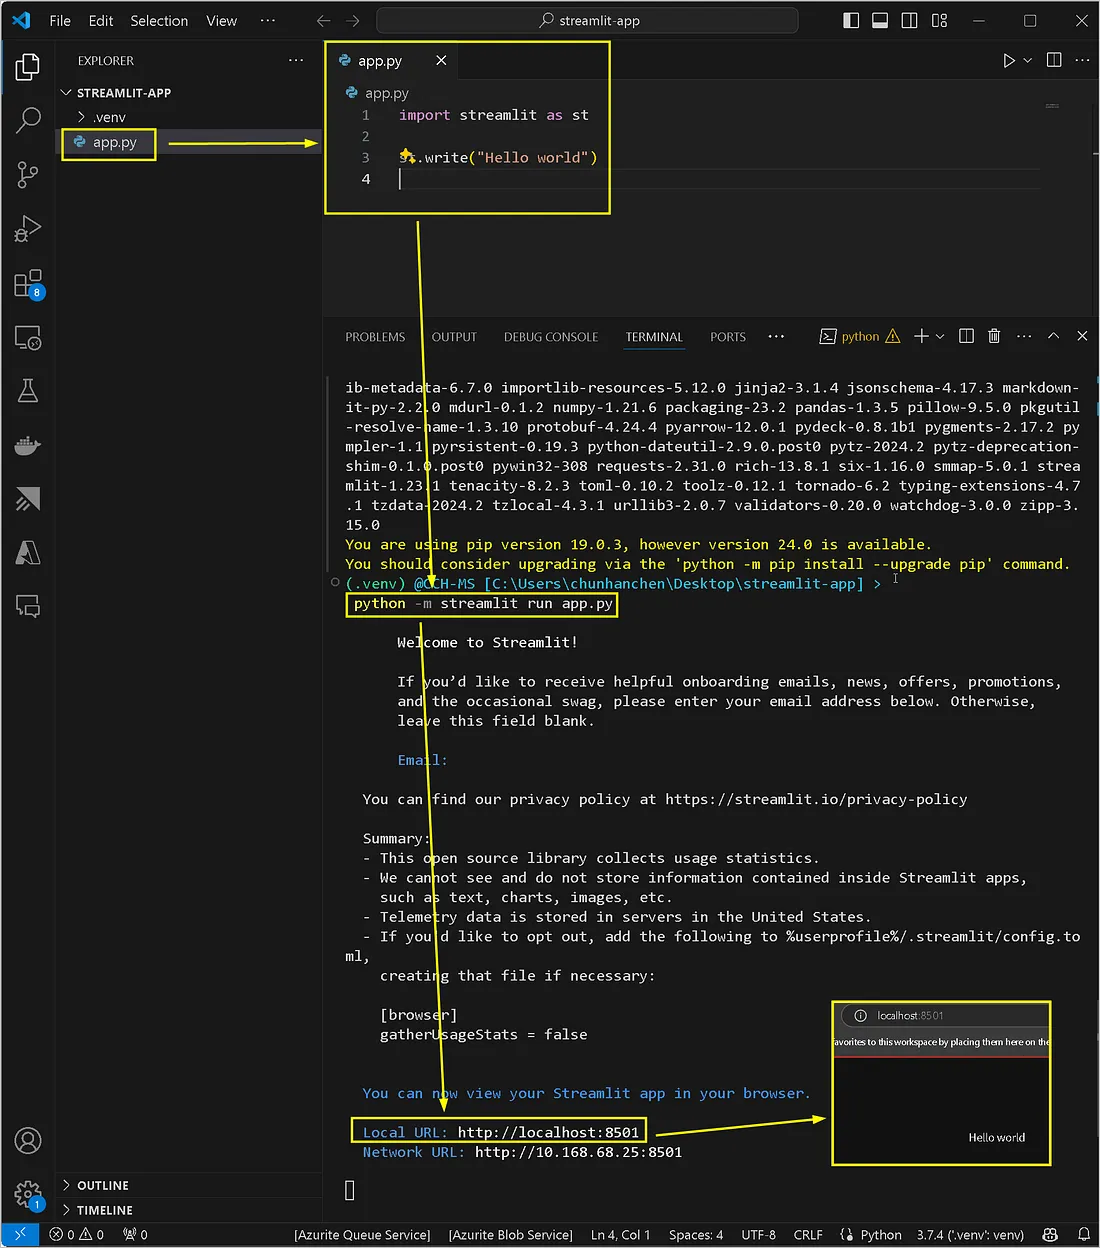 File Edit Selection View ··· streamlit-app
EXPLORER ···
STREAMLIT-APP
.venv
app.py
app.py
app.py
1 import streamlit as st
2
3 .write("Hello world")
4
8
PROBLEMS OUTPUT DEBUG CONSOLE TERMINAL PORTS ··· python
ib-metadata-6.7.0 importlib-resources-5.12.0 jinja2-3.1.4 jsonschema-4.17.3 markdown-
it-py-2.2.0 mdurl-0.1.2 numpy-1.21.6 packaging-23.2 pandas-1.3.5 pillow-9.5.0 pkgutil
-resolve-name-1.3.10 protobuf-4.24.4 pyarrow-12.0.1 pydeck-0.8.1b1 pygments-2.17.2 py
mpler-1.1 pyrsistent-0.19.3 python-dateutil-2.9.0.post0 pytz-2024.2 pytz-deprecation-
shim-0.1.0.post0 pywin32-308 requests-2.31.0 rich-13.8.1 six-1.16.0 smmap-5.0.1 strea
mlit-1.23.1 tenacity-8.2.3 toml-0.10.2 toolz-0.12.1 tornado-6.2 typing-extensions-4.7
.1 tzdata-2024.2 tzlocal-4.3.1 urllib3-2.0.7 validators-0.20.0 watchdog-3.0.0 zipp-3.
15.0
You are using pip version 19.0.3, however version 24.0 is available.
You should consider upgrading via the 'python -m pip install --upgrade pip' command.
(.venv) @CCH-MS [C:\Users\chunhanchen\Desktop\streamlit-app] >
python -m streamlit run app.py
Welcome to Streamlit!
If you’d like to receive helpful onboarding emails, news, offers, promotions,
and the occasional swag, please enter your email address below. Otherwise,
leave this field blank.
Email:
You can find our privacy policy at https://streamlit.io/privacy-policy
Summary:
- This open source library collects usage statistics.
- We cannot see and do not store information contained inside Streamlit apps,
such as text, charts, images, etc.
- Telemetry data is stored in servers in the United States.
- If you'd like to opt out, add the following to %userprofile%/.streamlit/config.to
ml,
creating that file if necessary:
[browser]
gatherUsageStats = false
You can now view your Streamlit app in your browser.
Local URL: http://localhost:8501
Network URL: http://10.168.68.25:8501
localhost:8501
avorites to this workspace by placing them here on the
Hello world
OUTLINE
TIMELINE
1
0 0 0 [Azurite Queue Service] [Azurite Blob Service] Ln 4, Col 1 Spaces: 4 UTF-8 CRLF Python 3.7.4 ('.venv': venv)